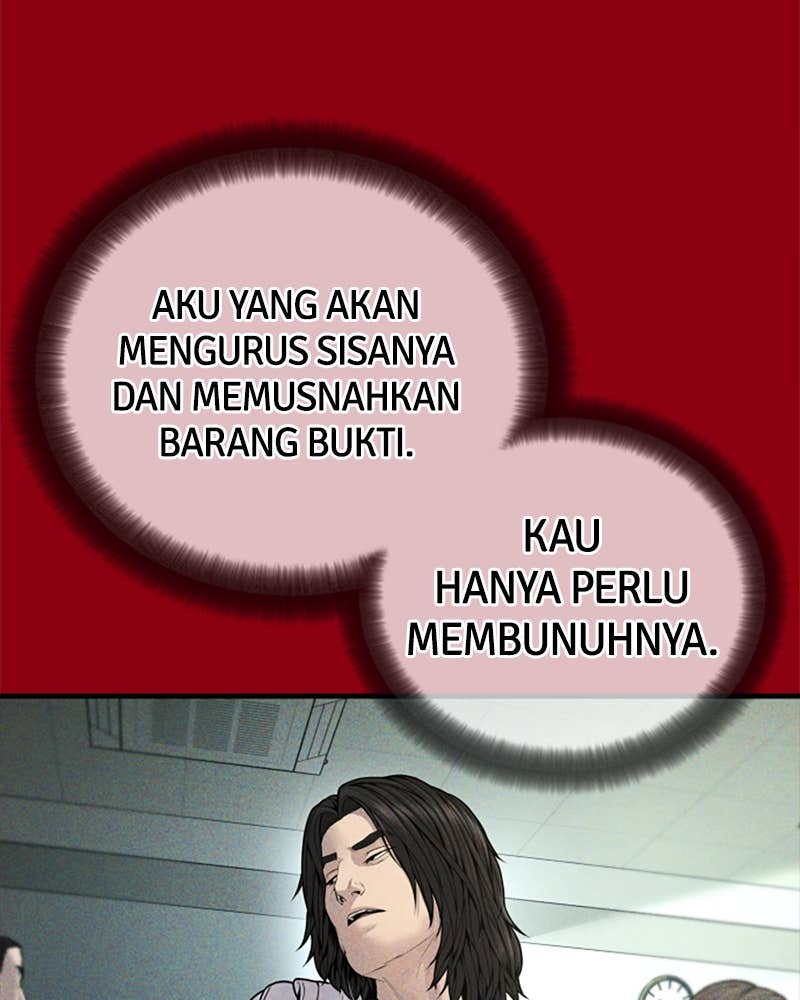 AKU YANG AKAN
MENGURUS SISANYA
DAN MEMUSNAHKAN
BARANG BUKTI.
KAU
HANYA PERLU
MEMBUNUHNYA.